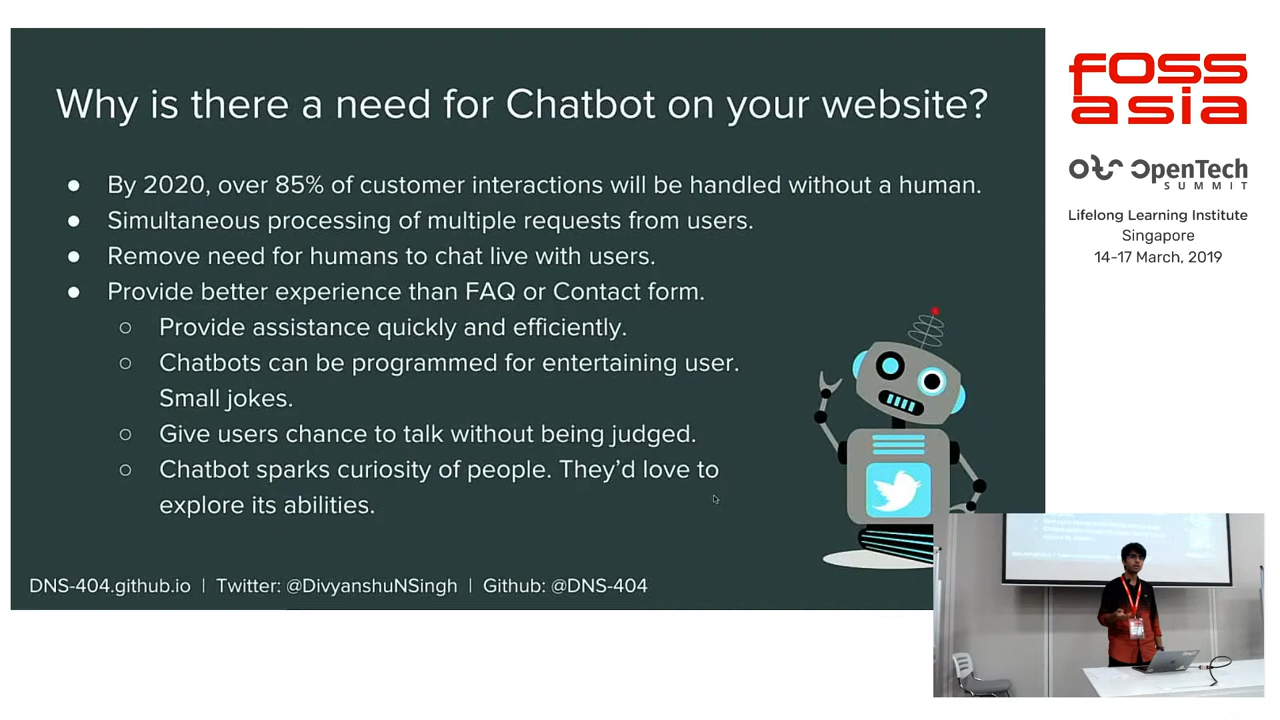 Why is there a need for Chatbot on your website?
● By 2020, over 85% of customer interactions will be handled without a human.
● Simultaneous processing of multiple requests from users.
● Remove need for humans to chat live with users.
● Provide better experience than FAQ or Contact form.
○ Provide assistance quickly and efficiently.
○ Chatbots can be programmed for entertaining user.
Small jokes.
○ Give users chance to talk without being judged.
○ Chatbot sparks curiosity of people. They’d love to
explore its abilities.
DNS-404.github.io | Twitter: @DivyanshuNSingh | Github: @DNS-404
FOSS
asia
OpenTech
SUMMIT
Lifelong Learning Institute
Singapore
14-17 March, 2019